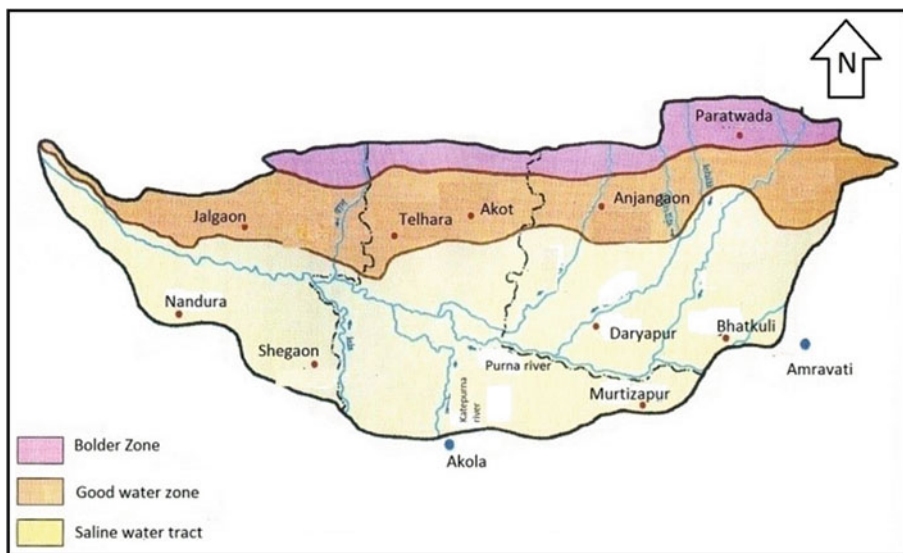 N
Paratwada
Jalgaon
Telhara
Akot
Anjangaon
Nandura
Shegaon
Daryapur
Bhatkuli
Purna river
Amravati
Murtizapur
Katepurna
river
Akola
Bolder Zone
Good water zone
Saline water tract